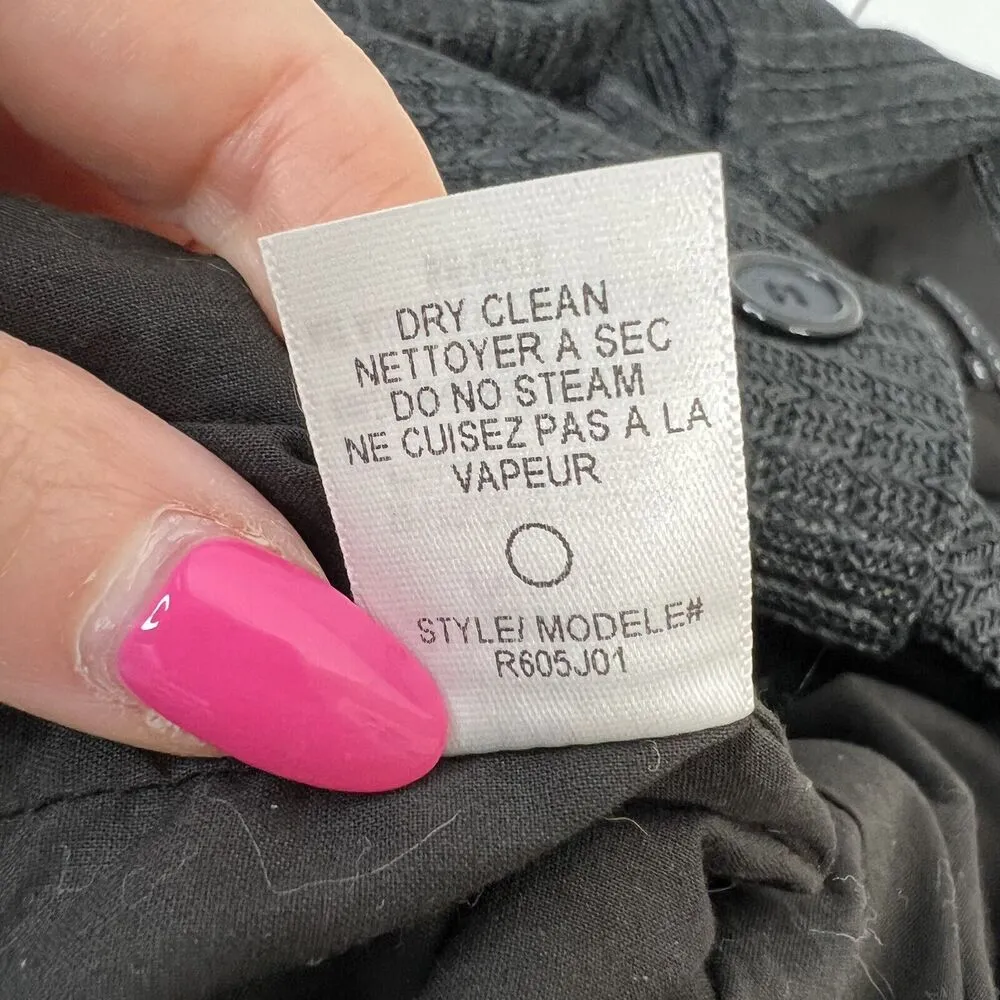 DRY CLEAN
NETTOYER A SEC
DO NO STEAM
NE CUISEZ PAS A LA
VAPEUR
STYLE/ MODELE#
R605J01